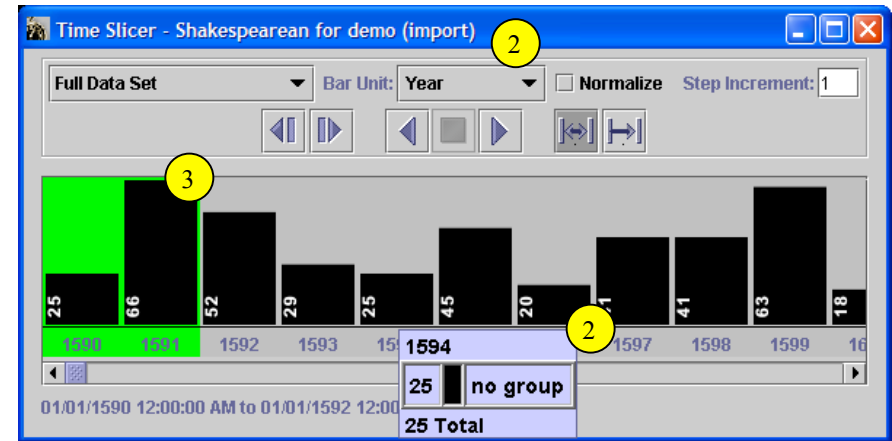 Time Slicer - Shakespearean for demo (import)
2
Full Data Set Bar Unit: Year Normalize Step Increment: 1
3
25 66 52 29 25 45 20 41 63 18
1590 1591 1592 1593 1597 1598 1599
2
1594
25 no group
25 Total
01/01/1590 12:00:00 AM to 01/01/1592 12:00